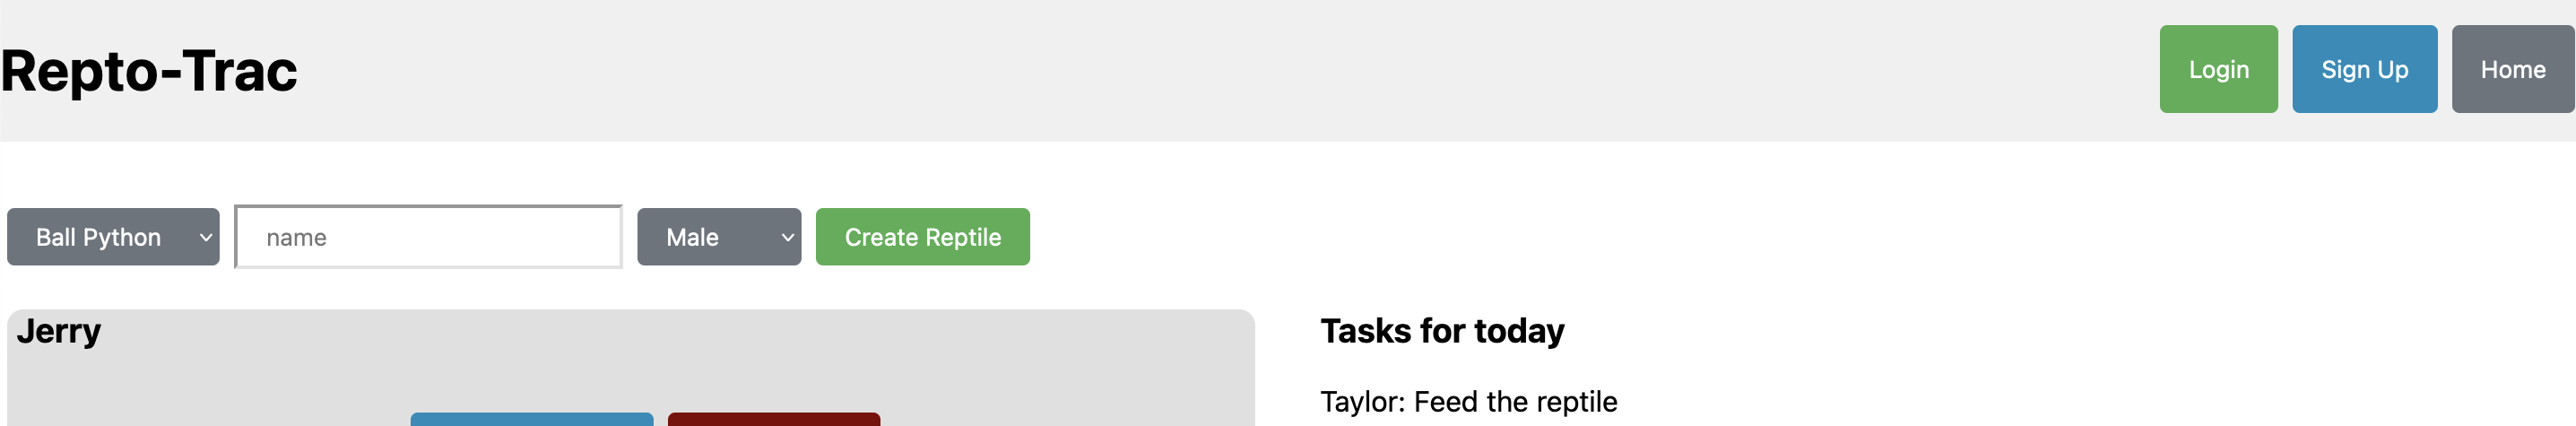 Repto-Trac
Login
Sign Up
Home
Ball Python
name
Male
Create Reptile
Jerry
Tasks for today
Taylor: Feed the reptile